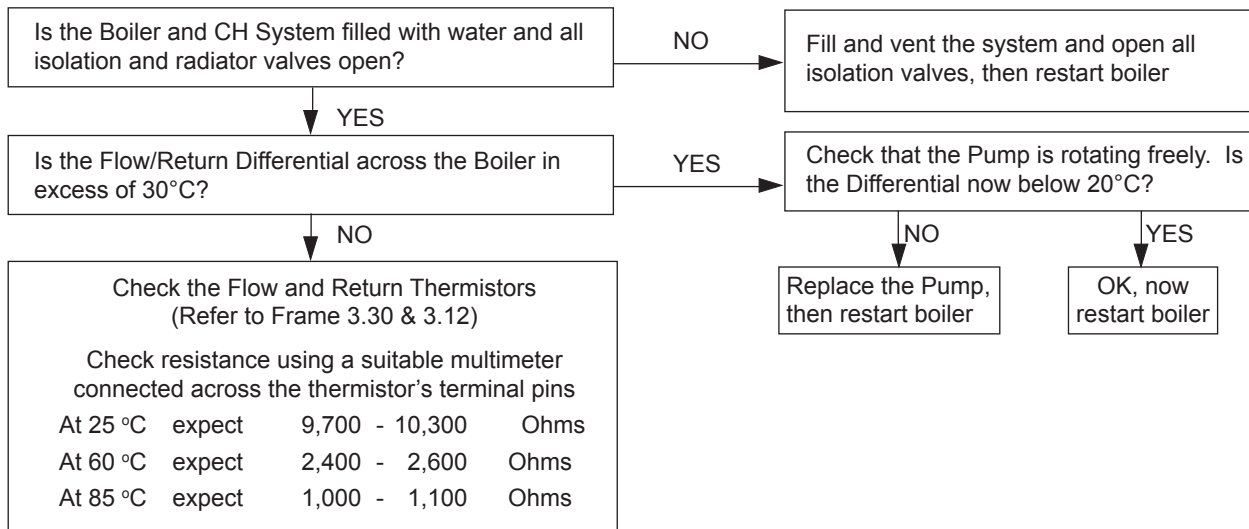 Is the Boiler and CH System filled with water and all
isolation and radiator valves open?
NO
Fill and vent the system and open all
isolation valves, then restart boiler
YES
Is the Flow/Return Differential across the Boiler in
excess of 30°C?
YES
Check that the Pump is rotating freely.  Is
the Differential now below 20°C?
NO
NO
YES
Check the Flow and Return Thermistors
(Refer to Frame 3.30 & 3.12)
Replace the Pump,
then restart boiler
OK, now
restart boiler
Check resistance using a suitable multimeter
connected across the thermistor’s terminal pins
At 25 °C expect 9,700 - 10,300 Ohms
At 60 °C expect 2,400 - 2,600 Ohms
At 85 °C expect 1,000 - 1,100 Ohms